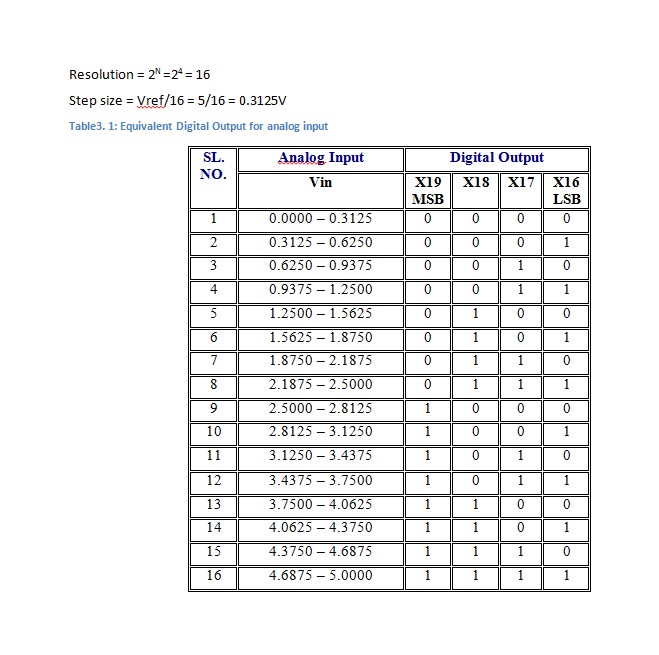 Resolution = 2ᴺ =2⁴ = 16
Step size = Vref/16 = 5/16 = 0.3125V
Table3. 1: Equivalent Digital Output for analog input
SL. NO. Analog Input Digital Output
Vin X19 MSB X18 X17 X16 LSB
1 0.0000 – 0.3125 0 0 0 0
2 0.3125 – 0.6250 0 0 0 1
3 0.6250 – 0.9375 0 0 1 0
4 0.9375 – 1.2500 0 0 1 1
5 1.2500 – 1.5625 0 1 0 0
6 1.5625 – 1.8750 0 1 0 1
7 1.8750 – 2.1875 0 1 1 0
8 2.1875 – 2.5000 0 1 1 1
9 2.5000 – 2.8125 1 0 0 0
10 2.8125 – 3.1250 1 0 0 1
11 3.1250 – 3.4375 1 0 1 0
12 3.4375 – 3.7500 1 0 1 1
13 3.7500 – 4.0625 1 1 0 0
14 4.0625 – 4.3750 1 1 0 1
15 4.3750 – 4.6875 1 1 1 0
16 4.6875 – 5.0000 1 1 1 1